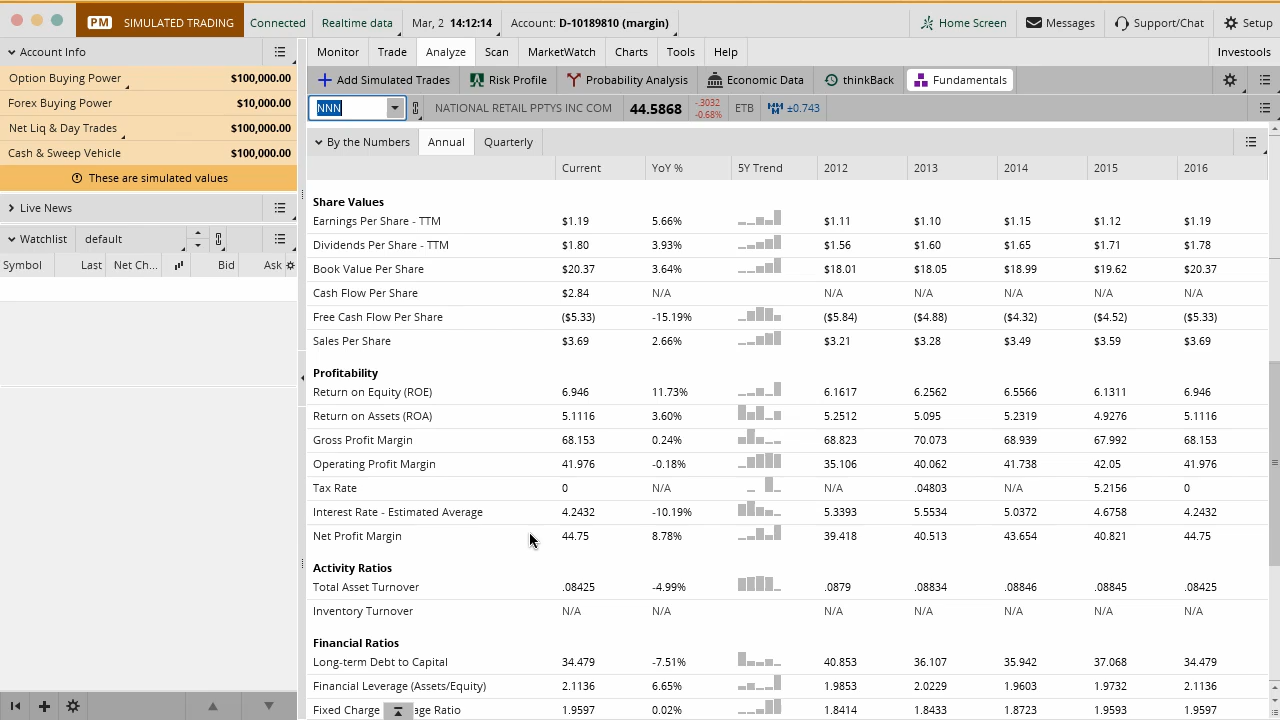 PM SIMULATED TRADING Connected Realtime data Mar, 2 14:12:14 Account: D-10189810 (margin) Home Screen Messages Support/Chat Setup
Account Info
Option Buying Power $100,000.00
Forex Buying Power $10,000.00
Net Liq & Day Trades $100,000.00
Cash & Sweep Vehicle $100,000.00
These are simulated values
Live News
Watchlist default
Symbol Last Net Ch... Bid Ask
Monitor Trade Analyze Scan MarketWatch Charts Tools Help Investools
Add Simulated Trades Risk Profile Probability Analysis Economic Data thinkBack Fundamentals
NNN NATIONAL RETAIL PPTYS INC COM 44.5868 -.3032 -0.68% ETB ±0.743
By the Numbers Annual Quarterly
Current YoY % 5Y Trend 2012 2013 2014 2015 2016
Share Values
Earnings Per Share - TTM $1.19 5.66% $1.11 $1.10 $1.15 $1.12 $1.19
Dividends Per Share - TTM $1.80 3.93% $1.56 $1.60 $1.65 $1.71 $1.78
Book Value Per Share $20.37 3.64% $18.01 $18.05 $18.99 $19.62 $20.37
Cash Flow Per Share $2.84 N/A N/A N/A N/A N/A N/A
Free Cash Flow Per Share ($5.33) -15.19% ($5.84) ($4.88) ($4.32) ($4.52) ($5.33)
Sales Per Share $3.69 2.66% $3.21 $3.28 $3.49 $3.59 $3.69
Profitability
Return on Equity (ROE) 6.946 11.73% 6.1617 6.2562 6.5566 6.1311 6.946
Return on Assets (ROA) 5.1116 3.60% 5.2512 5.095 5.2319 4.9276 5.1116
Gross Profit Margin 68.153 0.24% 68.823 70.073 68.939 67.992 68.153
Operating Profit Margin 41.976 -0.18% 35.106 40.062 41.738 42.05 41.976
Tax Rate 0 N/A N/A .04803 N/A 5.2156 0
Interest Rate - Estimated Average 4.2432 -10.19% 5.3393 5.5534 5.0372 4.6758 4.2432
Net Profit Margin 44.75 8.78% 39.418 40.513 43.654 40.821 44.75
Activity Ratios
Total Asset Turnover .08425 -4.99% .0879 .08834 .08846 .08845 .08425
Inventory Turnover N/A N/A N/A N/A N/A N/A N/A
Financial Ratios
Long-term Debt to Capital 34.479 -7.51% 40.853 36.107 35.942 37.068 34.479
Financial Leverage (Assets/Equity) 2.1136 6.65% 1.9853 2.0229 1.9603 1.9732 2.1136
Fixed Charge age Ratio 1.9597 0.02% 1.8414 1.8433 1.8723 1.9593 1.9597